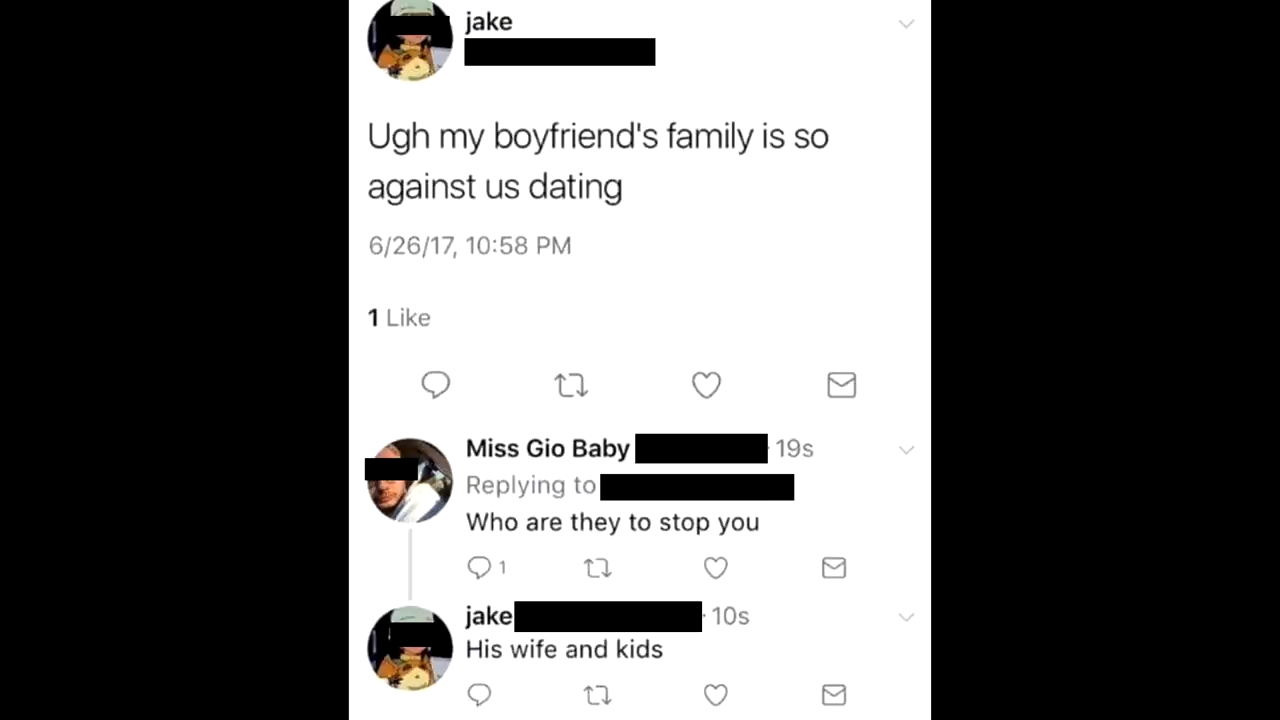 jake
Ugh my boyfriend's family is so
against us dating
6/26/17, 10:58 PM
1 Like
Miss Gio Baby · 19s
Replying to
Who are they to stop you
1
jake · 10s
His wife and kids